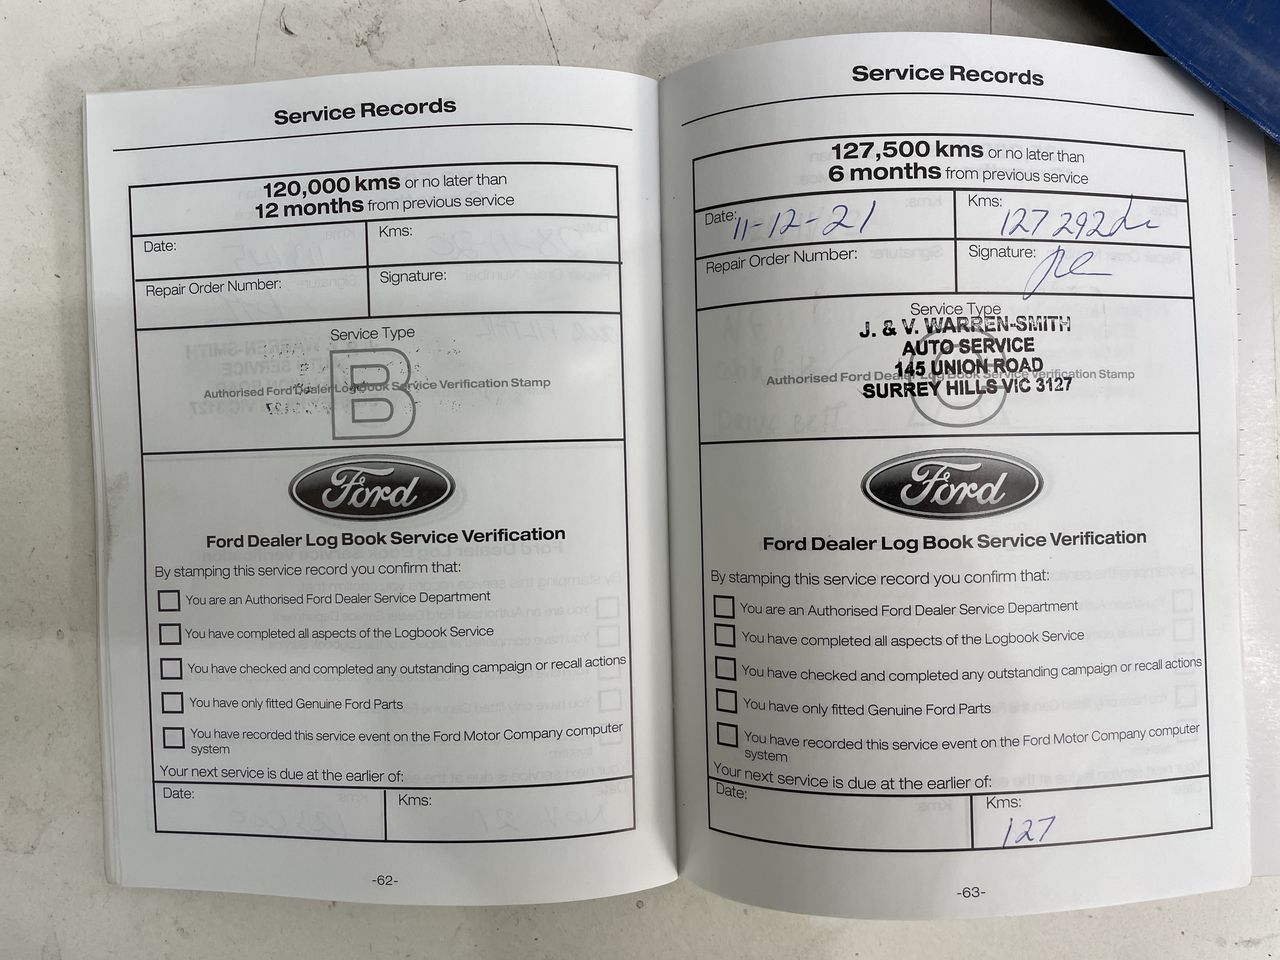 Service Records
120,000 kms or no later than
12 months from previous service
Date:
Kms:
Repair Order Number:
Signature:
Service Type
B
Authorised Ford Dealer Log Book Service Verification Stamp
Ford
Ford Dealer Log Book Service Verification
By stamping this service record you confirm that:
You are an Authorised Ford Dealer Service Department
You have completed all aspects of the Logbook Service
You have checked and completed any outstanding campaign or recall actions
You have only fitted Genuine Ford Parts
You have recorded this service event on the Ford Motor Company computer
system
Your next service is due at the earlier of:
Date:
Kms:
-62-
Service Records
127,500 kms or no later than
6 months from previous service
Date: 11-12-21
Kms: 127292
Repair Order Number:
Signature:
Service Type
J. & V. WARREN-SMITH
AUTO SERVICE
145 UNION ROAD
Authorised Ford Dealer Log Book Service Verification Stamp
SURREY HILLS VIC 3127
Ford
Ford Dealer Log Book Service Verification
By stamping this service record you confirm that:
You are an Authorised Ford Dealer Service Department
You have completed all aspects of the Logbook Service
You have checked and completed any outstanding campaign or recall actions
You have only fitted Genuine Ford Parts
You have recorded this service event on the Ford Motor Company computer
system
Your next service is due at the earlier of:
Date:
Kms:
127
-63-